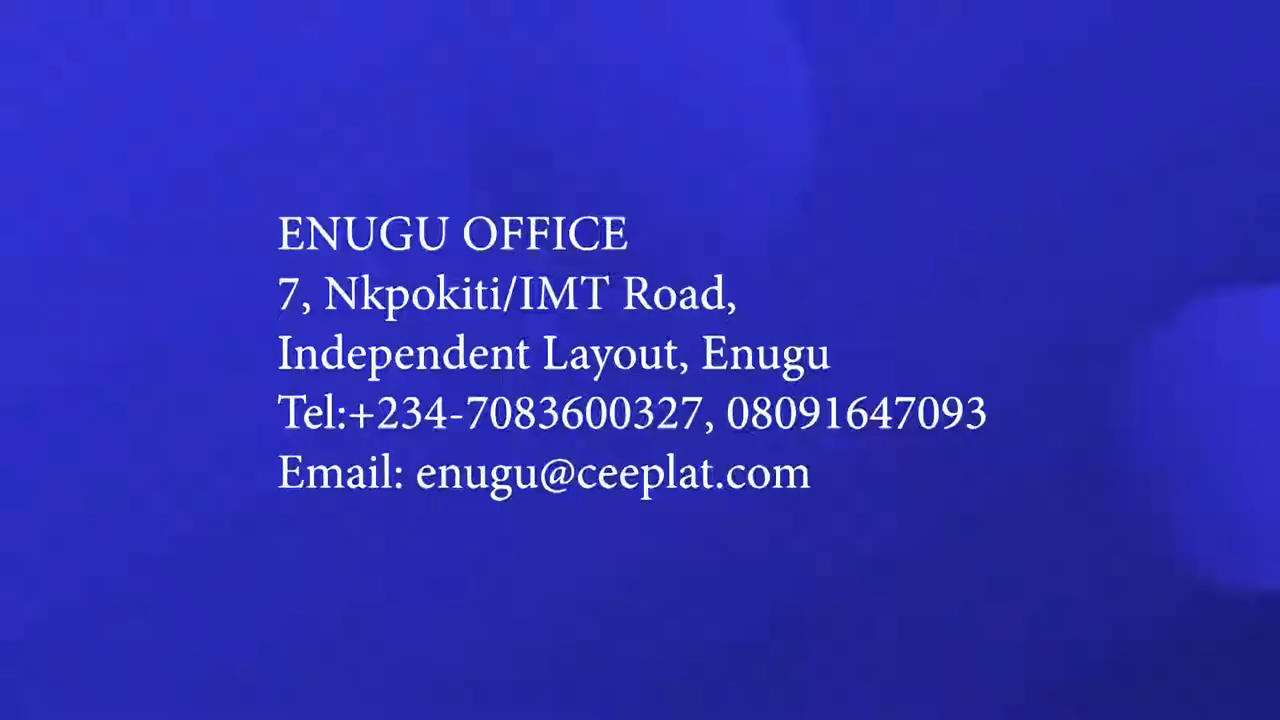 ENUGU OFFICE
7, Nkpokiti/IMT Road,
Independent Layout, Enugu
Tel:+234-7083600327, 08091647093
Email: enugu@ceeplat.com